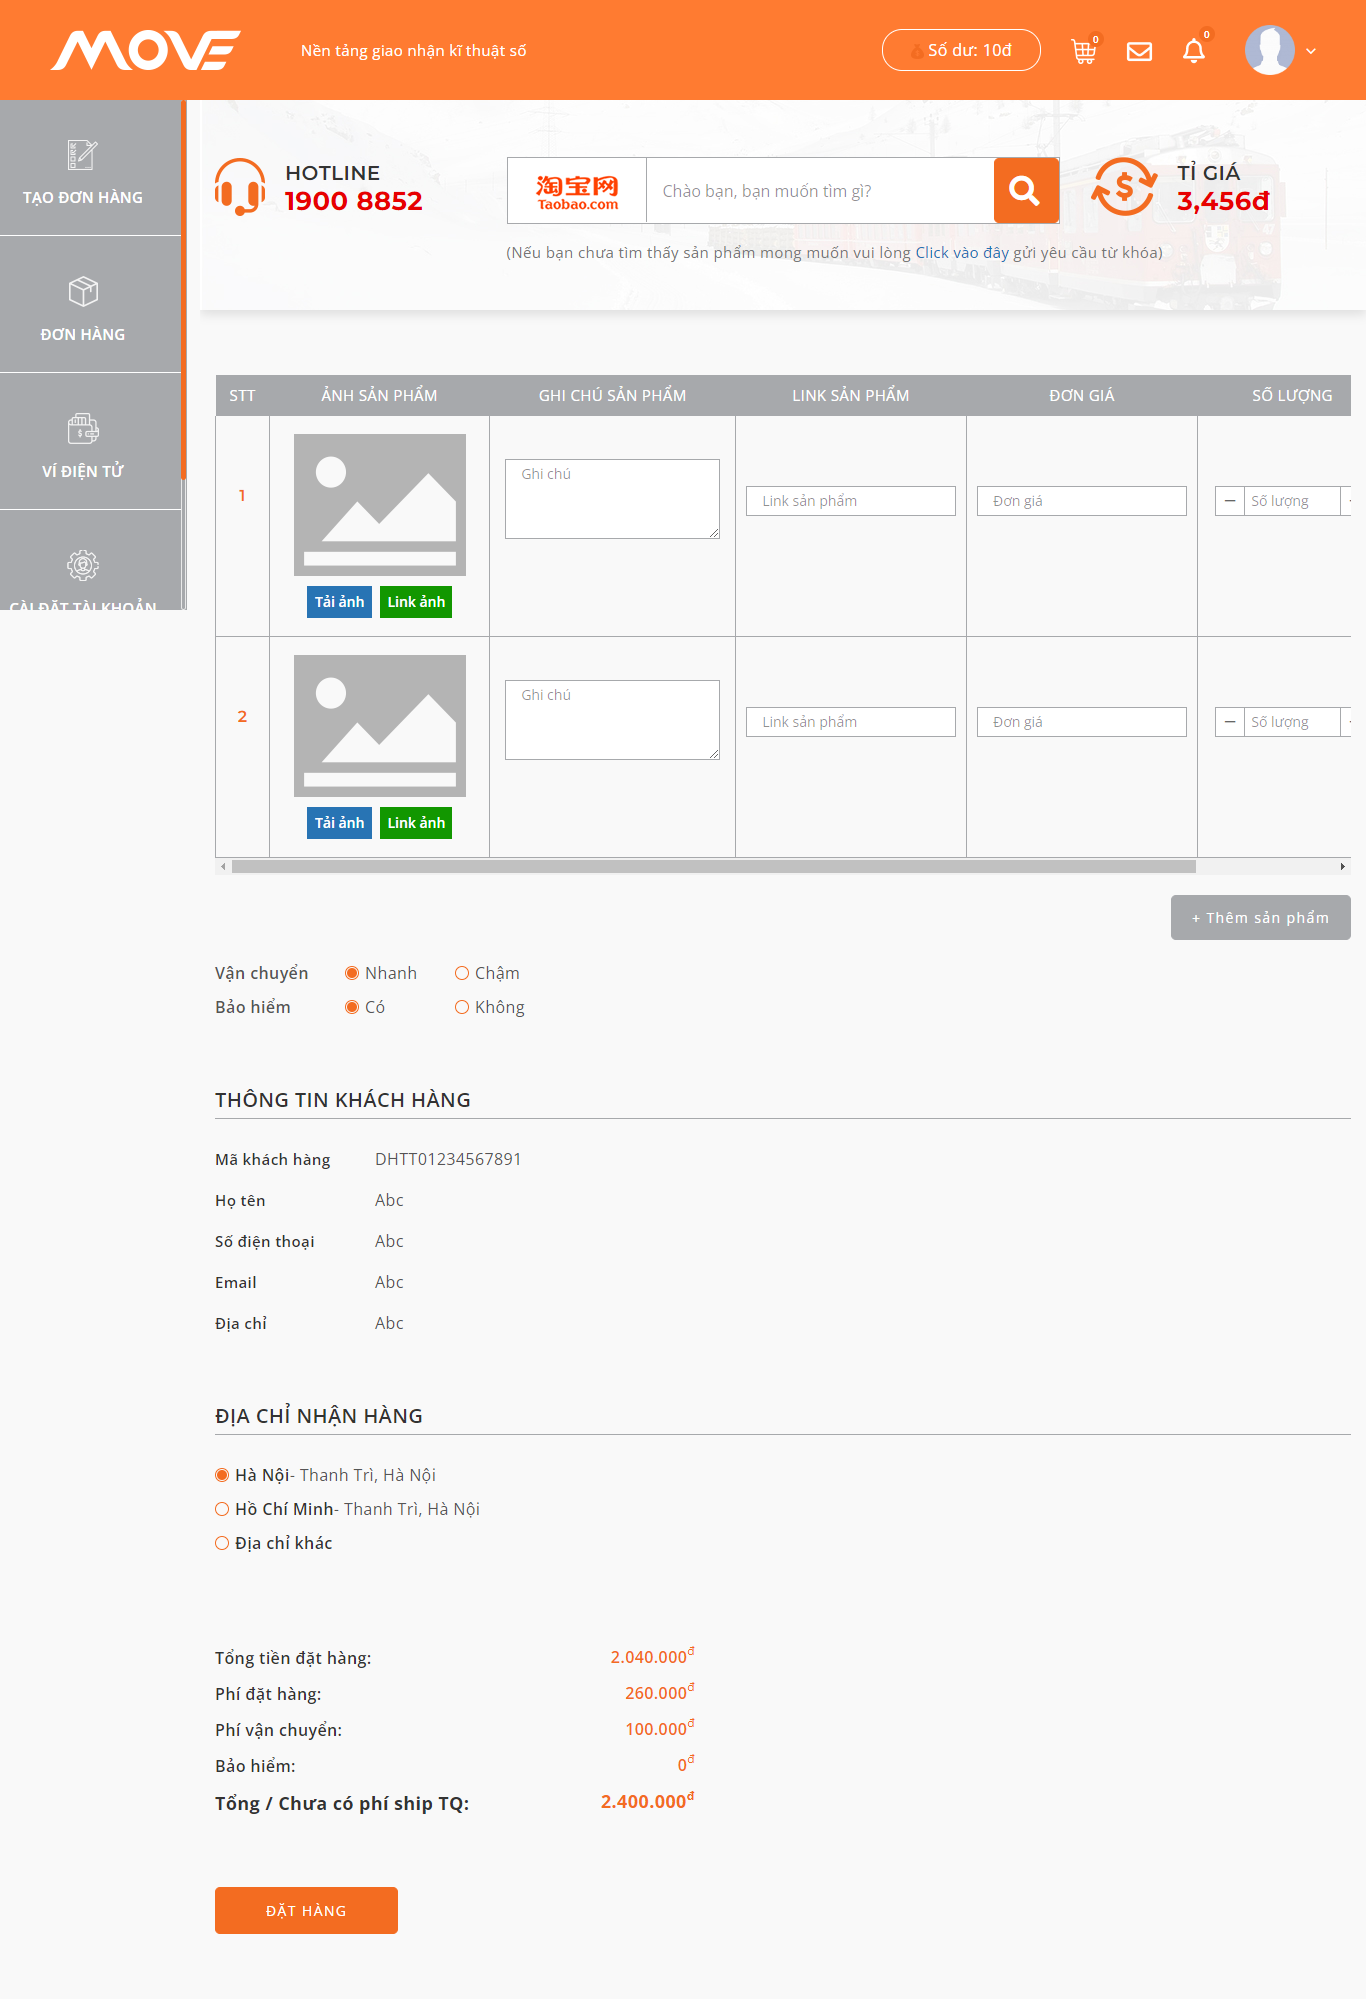 MOVE
Nền tảng giao nhận kĩ thuật số
Số dư: 10đ
0
0
TẠO ĐƠN HÀNG
ĐƠN HÀNG
VÍ ĐIỆN TỬ
CÀI ĐẶT TÀI KHOẢN
HOTLINE
1900 8852
淘宝网
Taobao.com
Chào bạn, bạn muốn tìm gì?
TỈ GIÁ
3,456đ
(Nếu bạn chưa tìm thấy sản phẩm mong muốn vui lòng Click vào đây gửi yêu cầu từ khóa)
STT ẢNH SẢN PHẨM GHI CHÚ SẢN PHẨM LINK SẢN PHẨM ĐƠN GIÁ SỐ LƯỢNG
1 Ghi chú Link sản phẩm Đơn giá − Số lượng
Tải ảnh Link ảnh
2 Ghi chú Link sản phẩm Đơn giá − Số lượng
Tải ảnh Link ảnh
+ Thêm sản phẩm
Vận chuyển Nhanh Chậm
Bảo hiểm Có Không
THÔNG TIN KHÁCH HÀNG
Mã khách hàng DHTT01234567891
Họ tên Abc
Số điện thoại Abc
Email Abc
Địa chỉ Abc
ĐỊA CHỈ NHẬN HÀNG
Hà Nội- Thanh Trì, Hà Nội
Hồ Chí Minh- Thanh Trì, Hà Nội
Địa chỉ khác
Tổng tiền đặt hàng: 2.040.000đ
Phí đặt hàng: 260.000đ
Phí vận chuyển: 100.000đ
Bảo hiểm: 0đ
Tổng / Chưa có phí ship TQ: 2.400.000đ
ĐẶT HÀNG